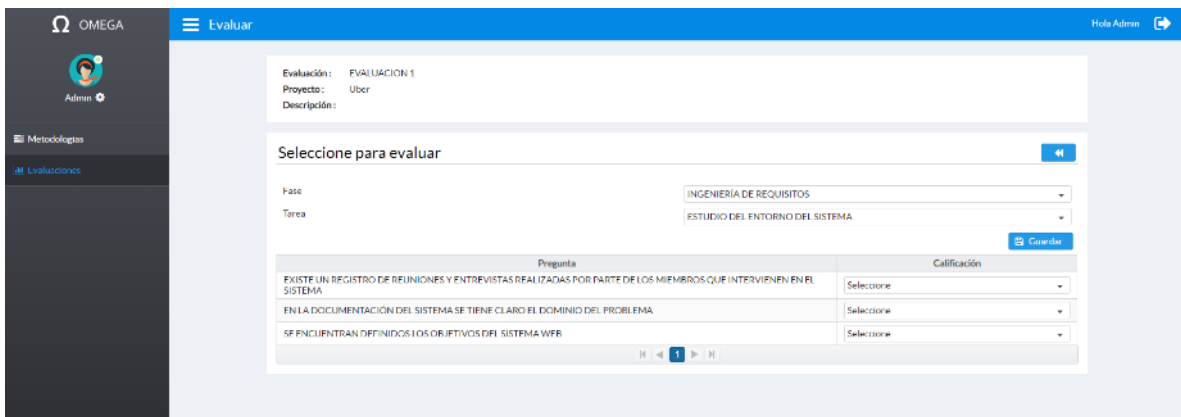 Ω OMEGA
Evaluar
Hola Admin
Admin
Metodologías
Evaluaciones
Evaluación: EVALUACION 1
Proyecto: Uber
Descripción:
Seleccione para evaluar
Fase INGENIERÍA DE REQUISITOS
Tarea ESTUDIO DEL ENTORNO DEL SISTEMA
Guardar
Pregunta Calificación
EXISTE UN REGISTRO DE REUNIONES Y ENTREVISTAS REALIZADAS POR PARTE DE LOS MIEMBROS QUE INTERVIENEN EN EL
SISTEMA Seleccione
EN LA DOCUMENTACIÓN DEL SISTEMA SE TIENE CLARO EL DOMINIO DEL PROBLEMA Seleccione
SE ENCUENTRAN DEFINIDOS LOS OBJETIVOS DEL SISTEMA WEB Seleccione
1